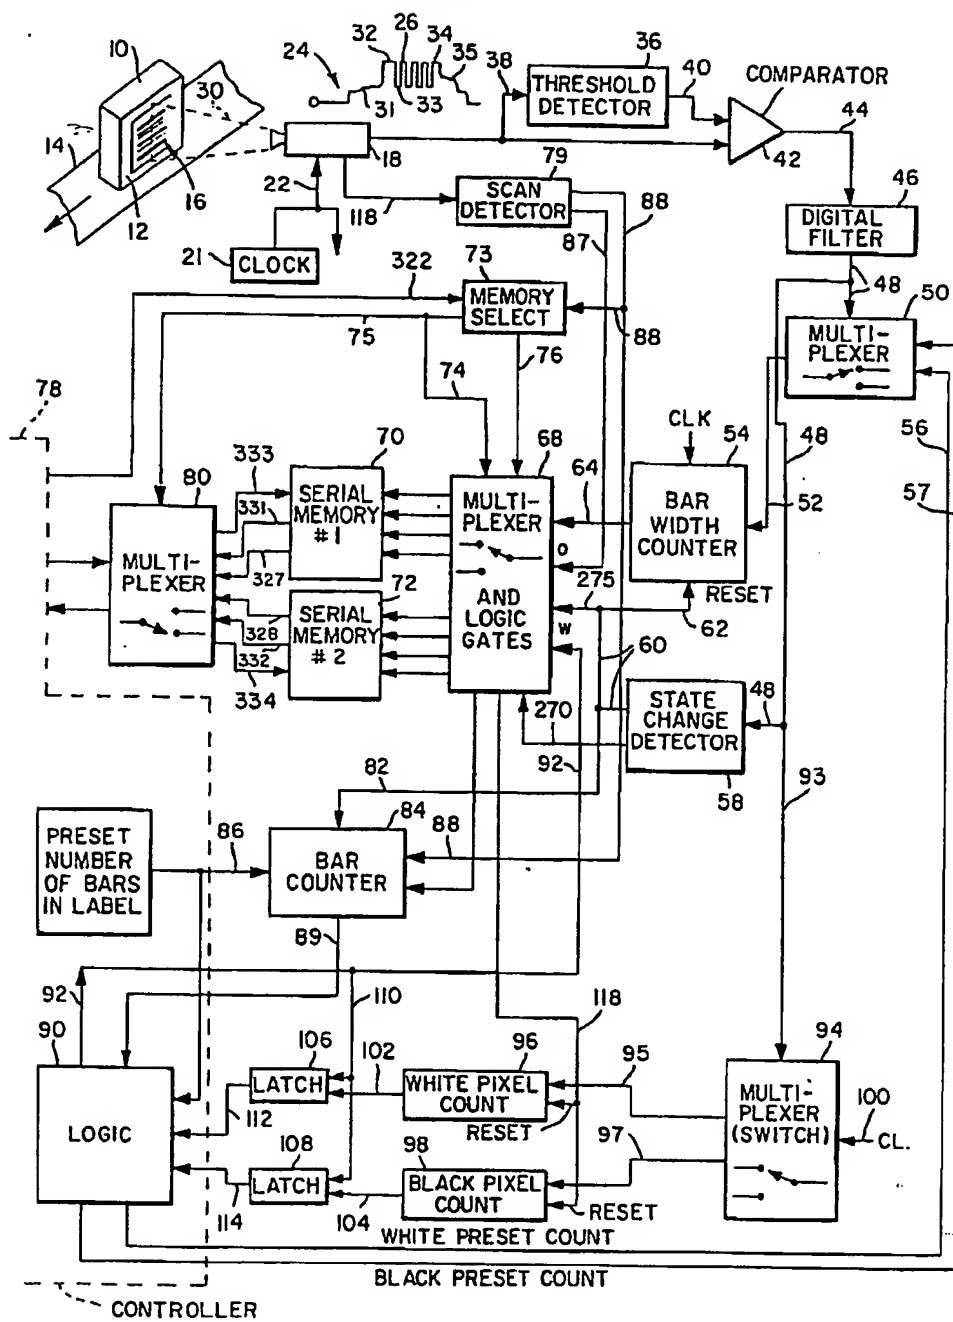 10
30
14
12
16
24
32
26
34
35
31
33
38
36
THRESHOLD
DETECTOR
40
COMPARATOR
42
44
18
22
118
79
SCAN
DETECTOR
88
87
88
46
DIGITAL
FILTER
48
21
CLOCK
322
73
MEMORY
SELECT
75
74
76
88
50
MULTI-
PLEXER
78
CLK
54
BAR
WIDTH
COUNTER
RESET
52
48
56
57
80
MULTI-
PLEXER
333
331
327
328
332
334
70
SERIAL
MEMORY
#1
72
SERIAL
MEMORY
#2
68
MULTI-
PLEXER
AND
LOGIC
GATES
64
O
275
W
62
60
270
92
STATE
CHANGE
DETECTOR
48
58
93
82
84
BAR
COUNTER
88
86
PRESET
NUMBER
OF BARS
IN LABEL
89
92
110
118
90
LOGIC
106
LATCH
112
102
96
WHITE PIXEL
COUNT
RESET
95
94
MULTI-
PLEXER
(SWITCH)
100
CL.
108
LATCH
114
104
98
BLACK PIXEL
COUNT
RESET
97
WHITE PRESET COUNT
BLACK PRESET COUNT
CONTROLLER